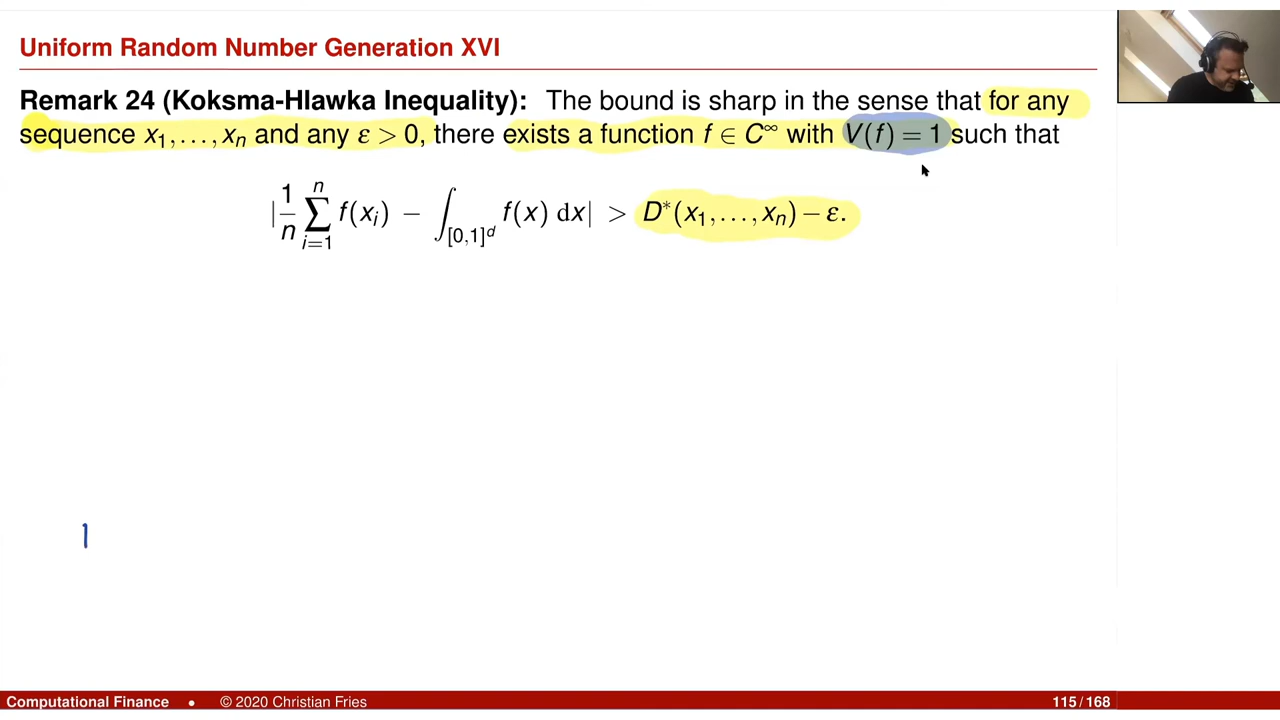 Uniform Random Number Generation XVI
Remark 24 (Koksma-Hlawka Inequality): The bound is sharp in the sense that for any
sequence x₁,…,xₙ and any ε > 0, there exists a function f ∈ C^∞ with V(f) = 1 such that
|1/n ∑_{i=1}^{n} f(xᵢ) − ∫_{[0,1]^d} f(x) dx| > D*(x₁,…,xₙ) − ε.
Computational Finance • © 2020 Christian Fries 115/168